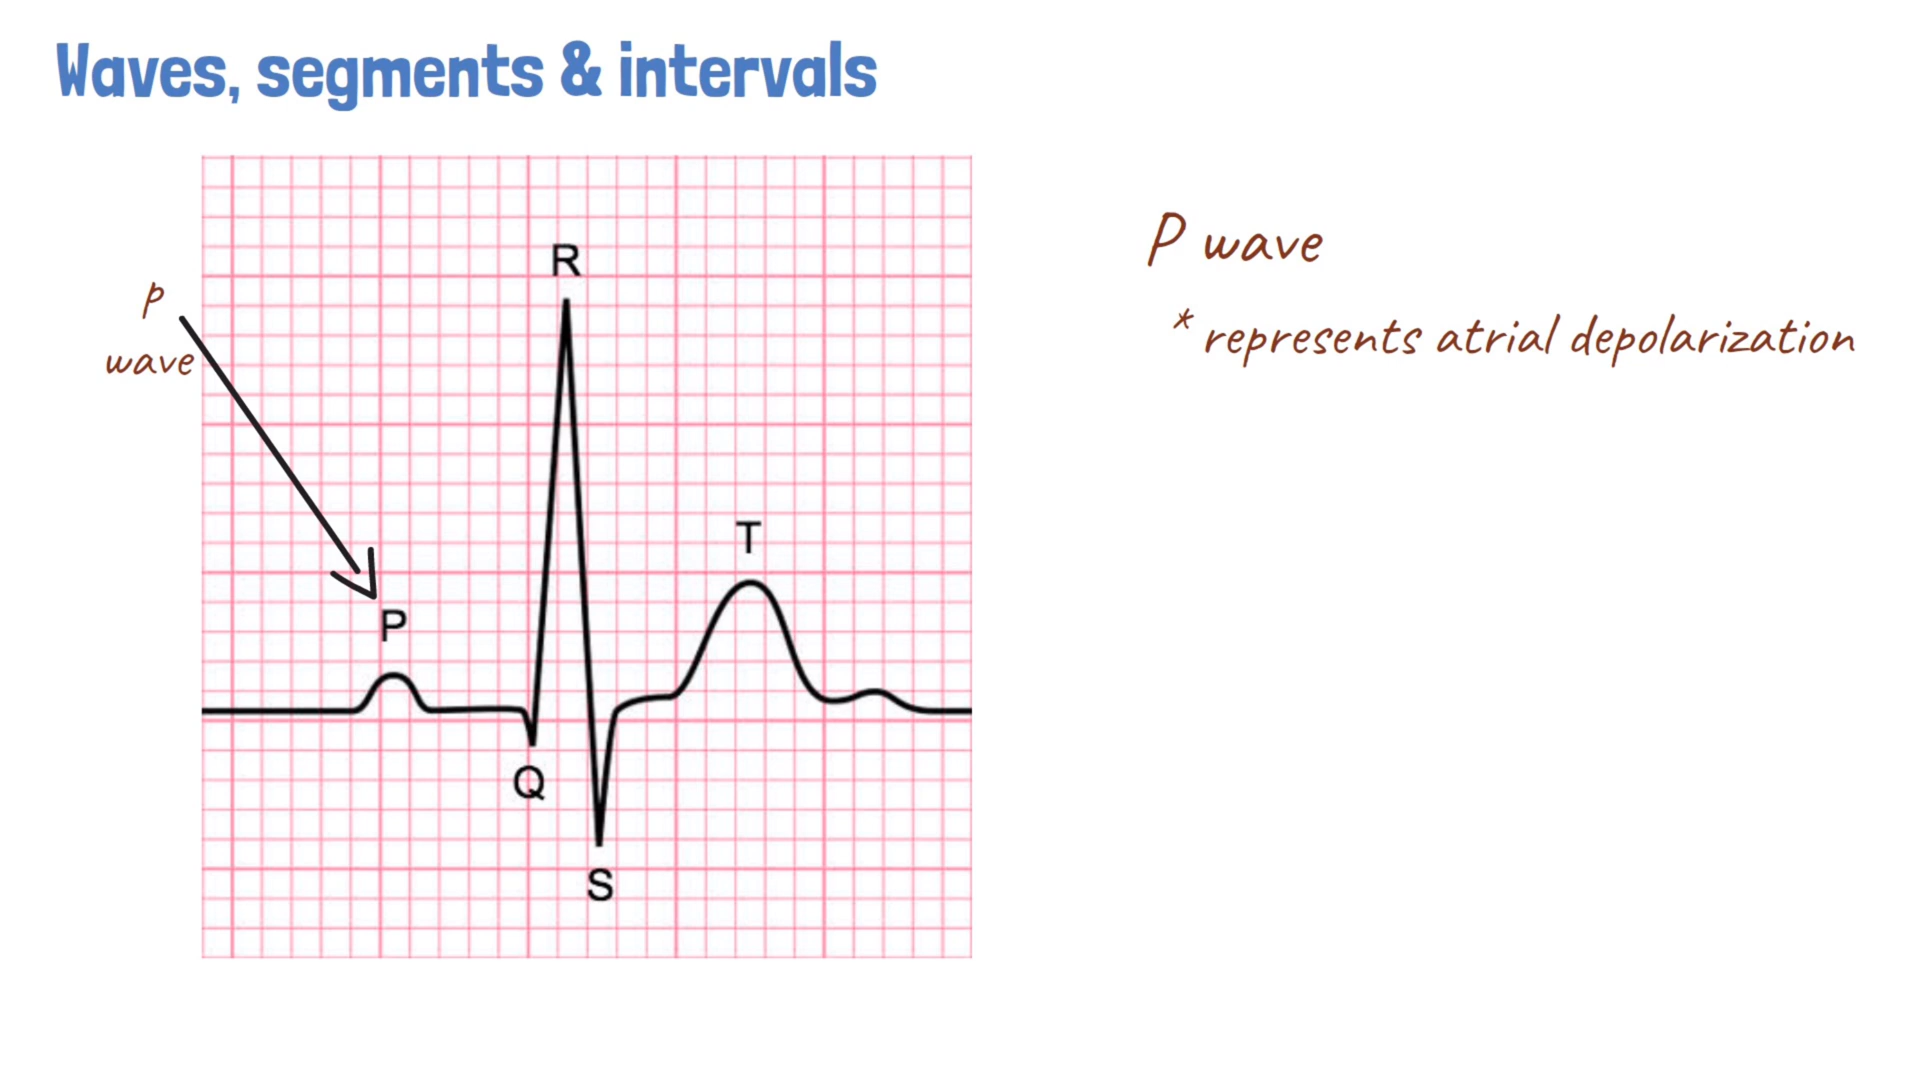 Waves, segments & intervals
P wave
* represents atrial depolarization
p
wave
R
T
P
Q
S